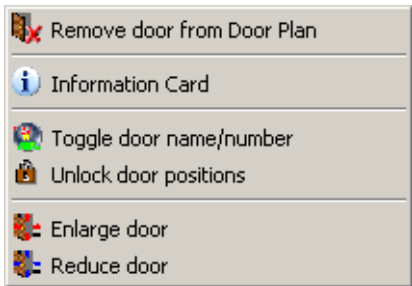 Remove door from Door Plan
Information Card
Toggle door name/number
Unlock door positions
Enlarge door
Reduce door